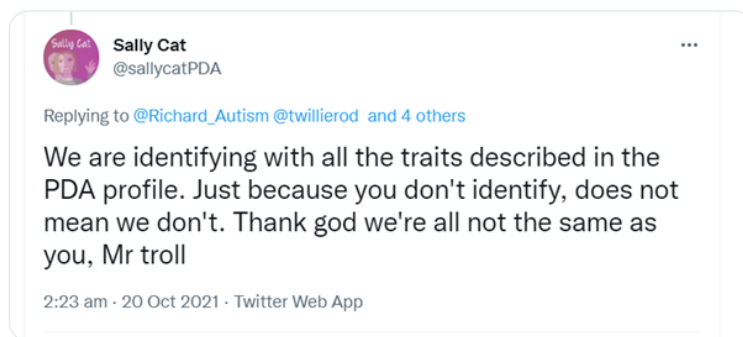 Sally Cat
Sally Cat
@sallycatPDA
Replying to @Richard_Autism @twillierod and 4 others
We are identifying with all the traits described in the
PDA profile. Just because you don't identify, does not
mean we don't. Thank god we're all not the same as
you, Mr troll
2:23 am · 20 Oct 2021 · Twitter Web App